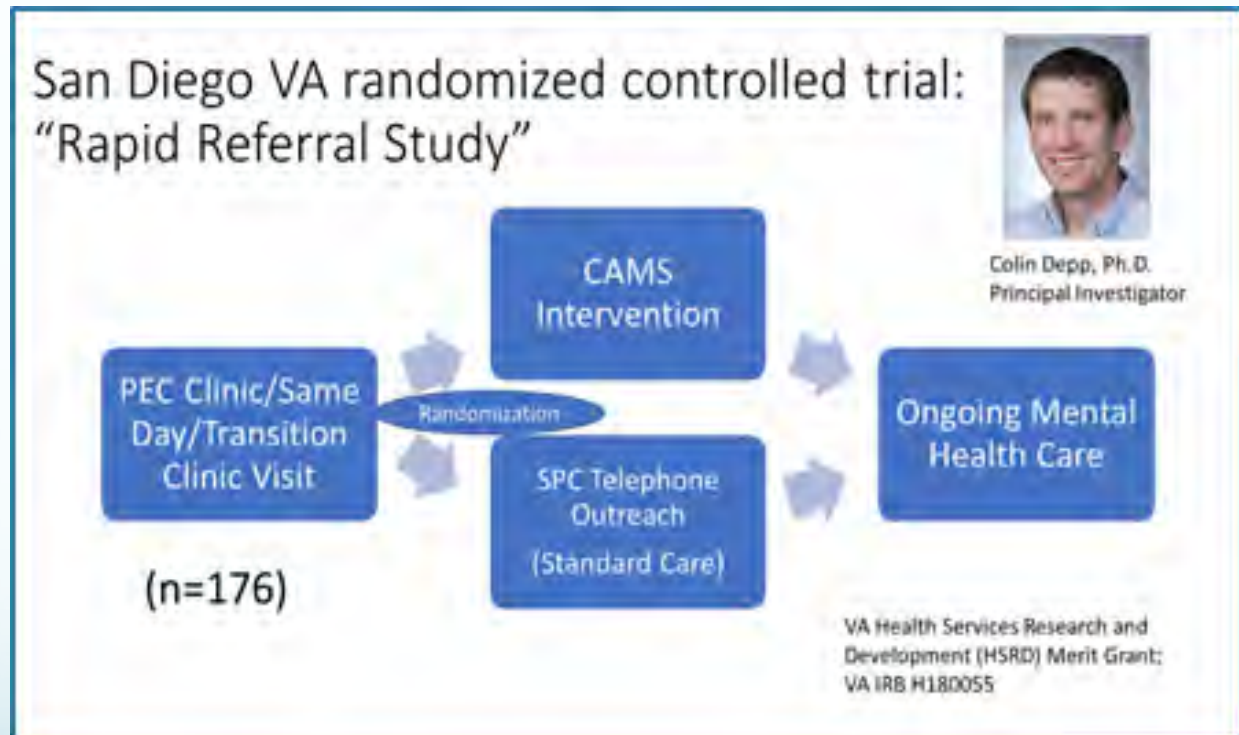 San Diego VA randomized controlled trial:
“Rapid Referral Study”
Colin Depp, Ph.D.
Principal Investigator
CAMS
Intervention
PEC Clinic/Same
Day/Transition
Clinic Visit
Randomization
Ongoing Mental
Health Care
SPC Telephone
Outreach
(Standard Care)
(n=176)
VA Health Services Research and
Development (HSRD) Merit Grant;
VA IRB H180055